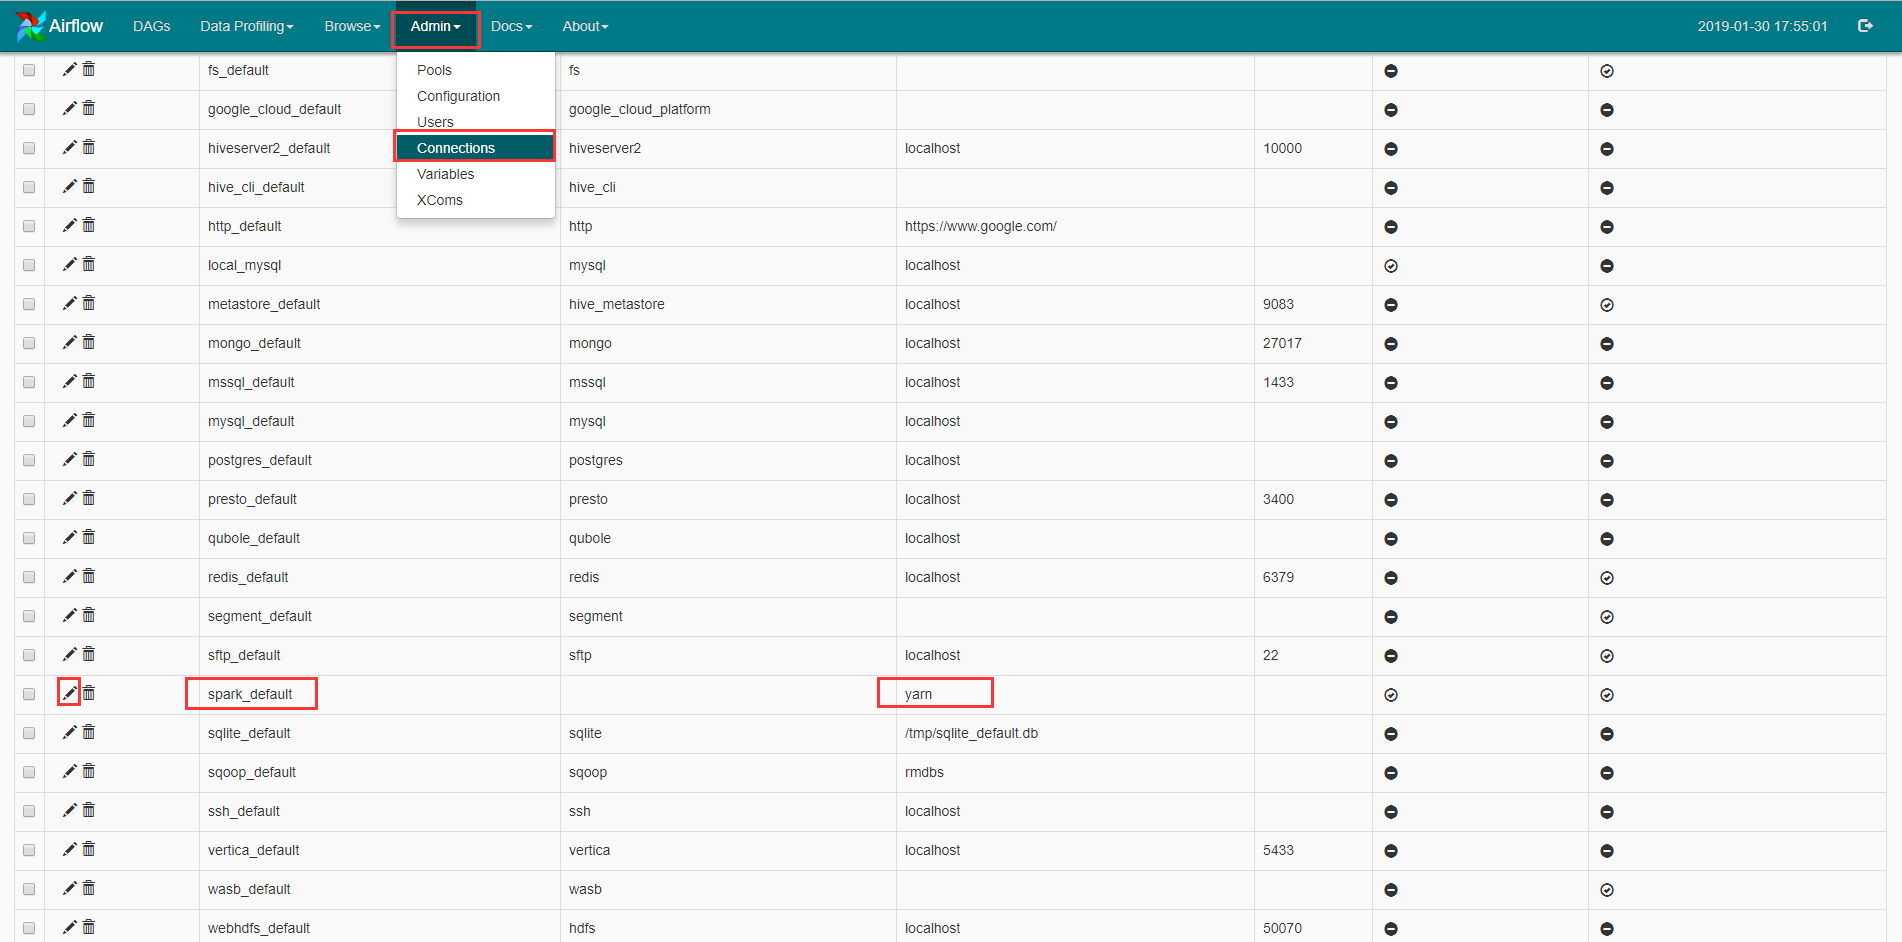 Airflow DAGs Data Profiling Browse Admin Docs About 2019-01-30 17:55:01
Pools
Configuration
Users
Connections
Variables
XComs
fs_default fs
google_cloud_default google_cloud_platform
hiveserver2_default hiveserver2 localhost 10000
hive_cli_default hive_cli
http_default http https://www.google.com/
local_mysql mysql localhost
metastore_default hive_metastore localhost 9083
mongo_default mongo localhost 27017
mssql_default mssql localhost 1433
mysql_default mysql localhost
postgres_default postgres localhost
presto_default presto localhost 3400
qubole_default qubole localhost
redis_default redis localhost 6379
segment_default segment
sftp_default sftp localhost 22
spark_default yarn
sqlite_default sqlite /tmp/sqlite_default.db
sqoop_default sqoop rmdbs
ssh_default ssh localhost
vertica_default vertica localhost 5433
wasb_default wasb
webhdfs_default hdfs localhost 50070